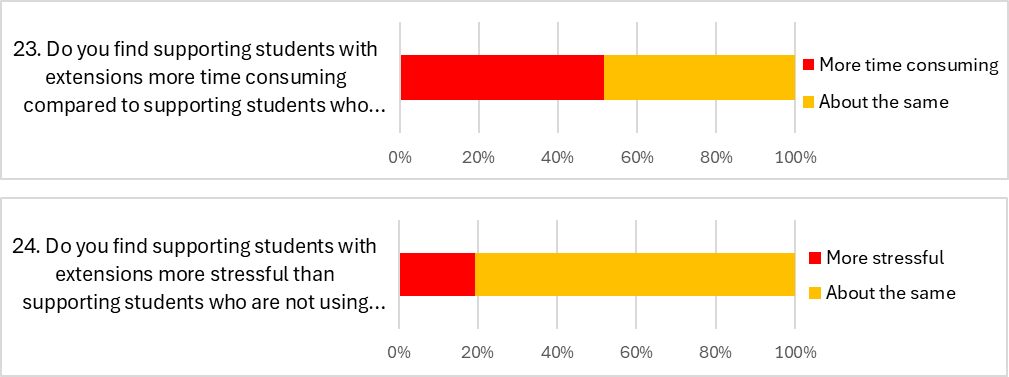 23. Do you find supporting students with
extensions more time consuming
compared to supporting students who...
More time consuming
About the same
0% 20% 40% 60% 80% 100%
24. Do you find supporting students with
extensions more stressful than
supporting students who are not using...
More stressful
About the same
0% 20% 40% 60% 80% 100%